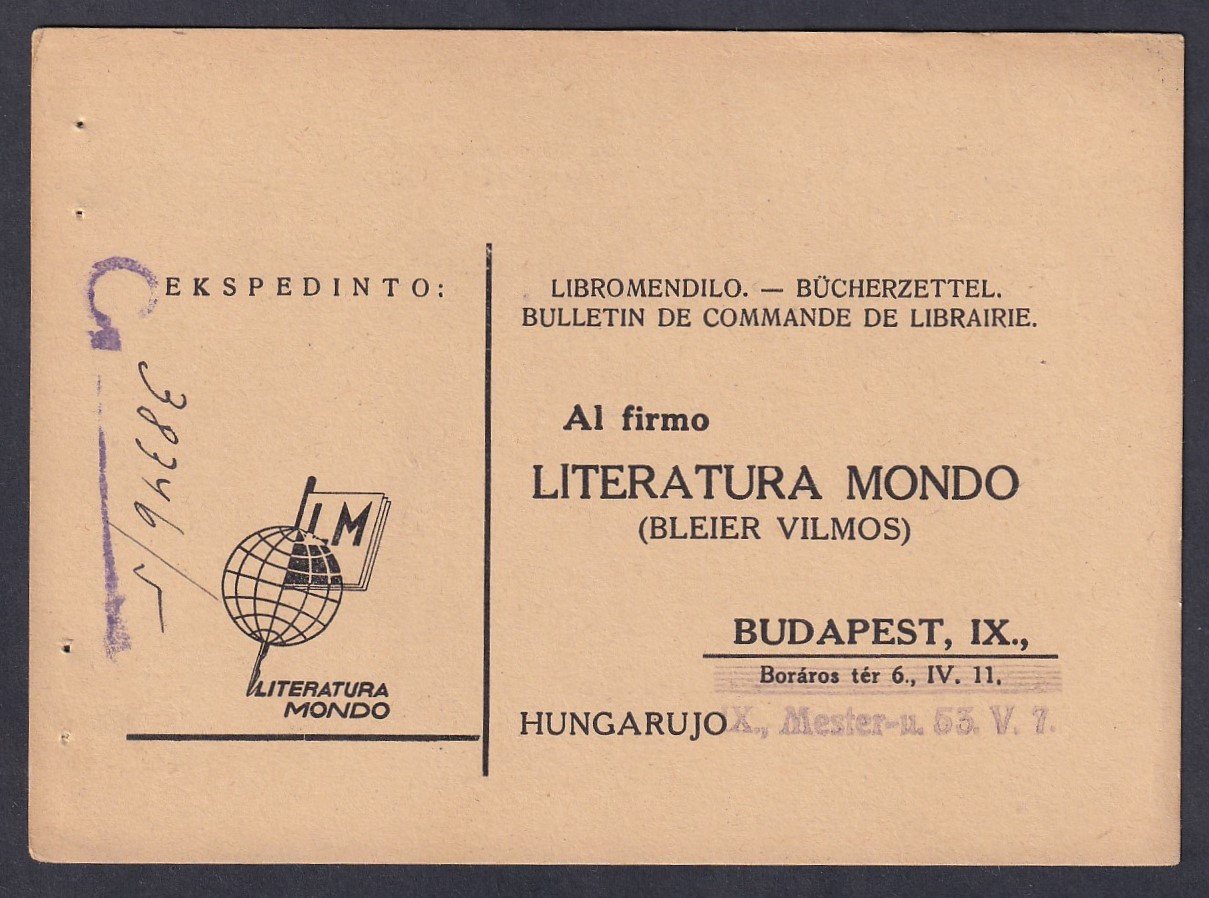 EKSPEDINTO:
LM
LITERATURA
MONDO
LIBROMENDILO. — BÜCHERZETTEL.
BULLETIN DE COMMANDE DE LIBRAIRIE.
Al firmo
LITERATURA MONDO
(BLEIER VILMOS)
BUDAPEST, IX.,
Boráros tér 6., IV. 11.
HUNGARUJO IX., Mester-u. 53. V. 7.
C